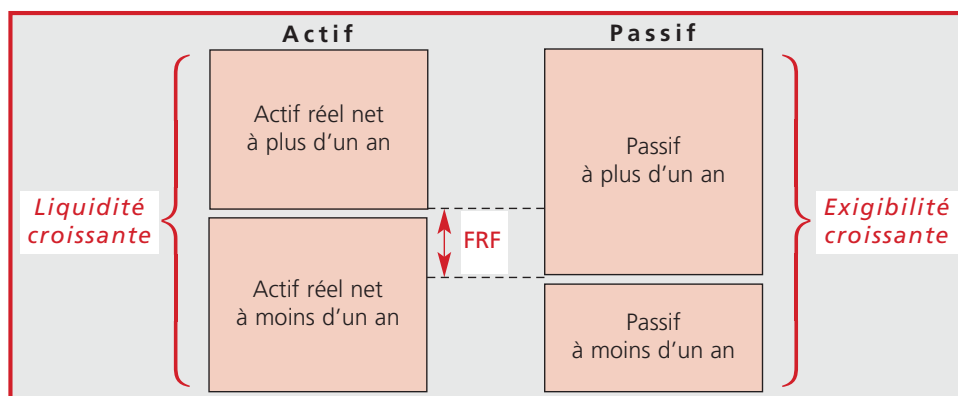 Actif
Passif
Actif réel net
à plus d'un an
Passif
à plus d'un an
Liquidité
croissante
FRF
Exigibilité
croissante
Actif réel net
à moins d'un an
Passif
à moins d'un an